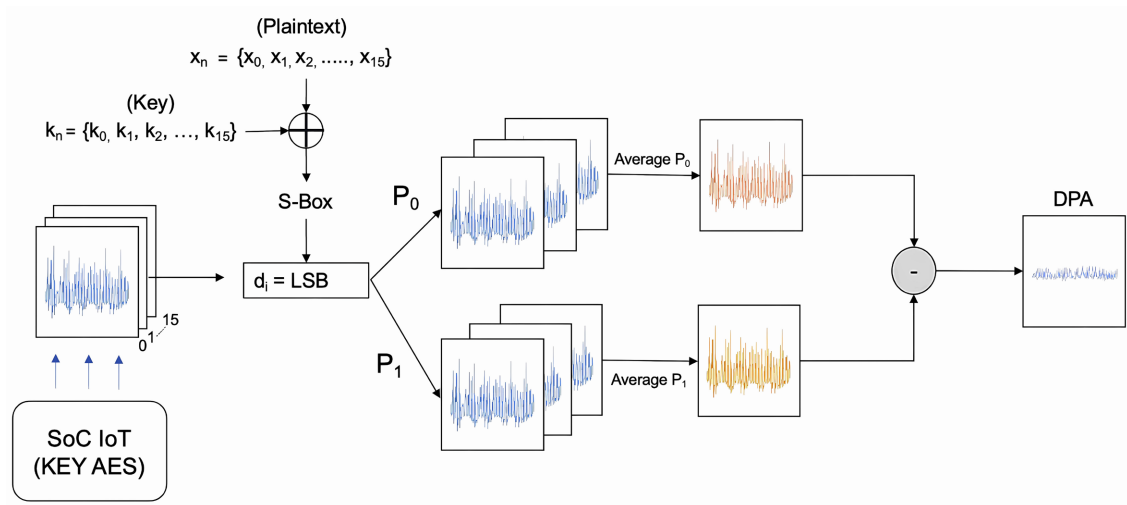 (Plaintext)
xₙ = {x₀, x₁, x₂, ....., x₁₅}
(Key)
kₙ = {k₀, k₁, k₂, ..., k₁₅}
S-Box
dᵢ = LSB
0 1 15
SoC IoT
(KEY AES)
P₀
P₁
Average P₀
Average P₁
-
DPA